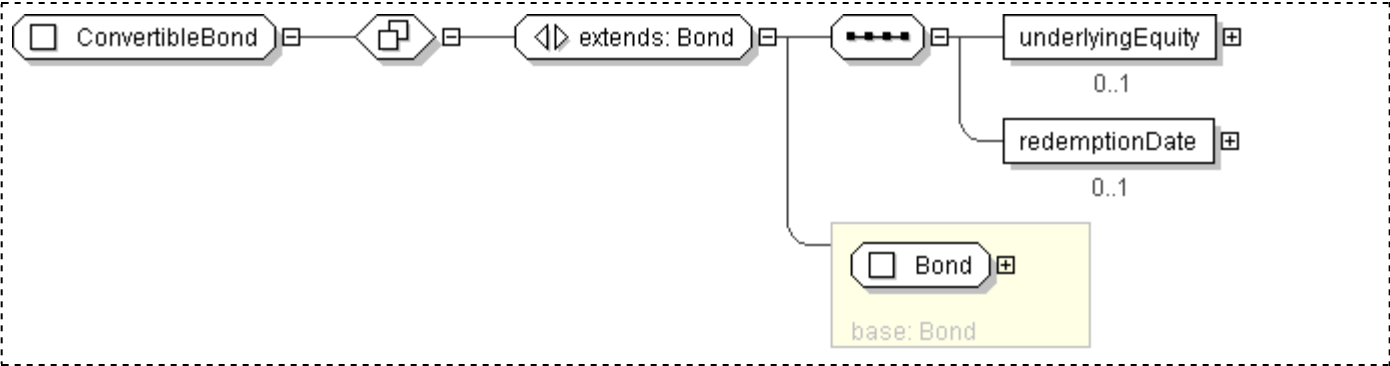 ConvertibleBond
extends: Bond
underlyingEquity
0..1
redemptionDate
0..1
Bond
base: Bond